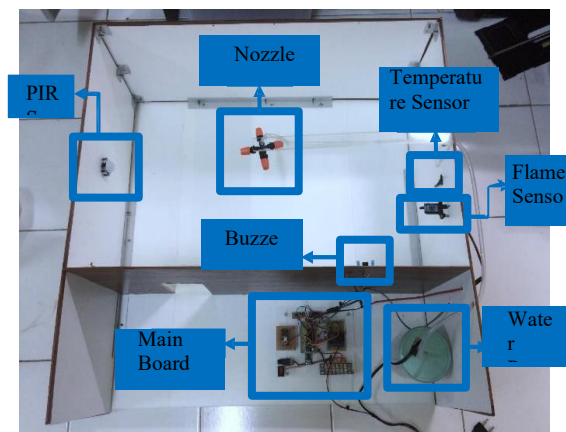 Nozzle
Temperatu
re Sensor
PIR
Flame
Senso
Buzze
Main
Board
Wate
r